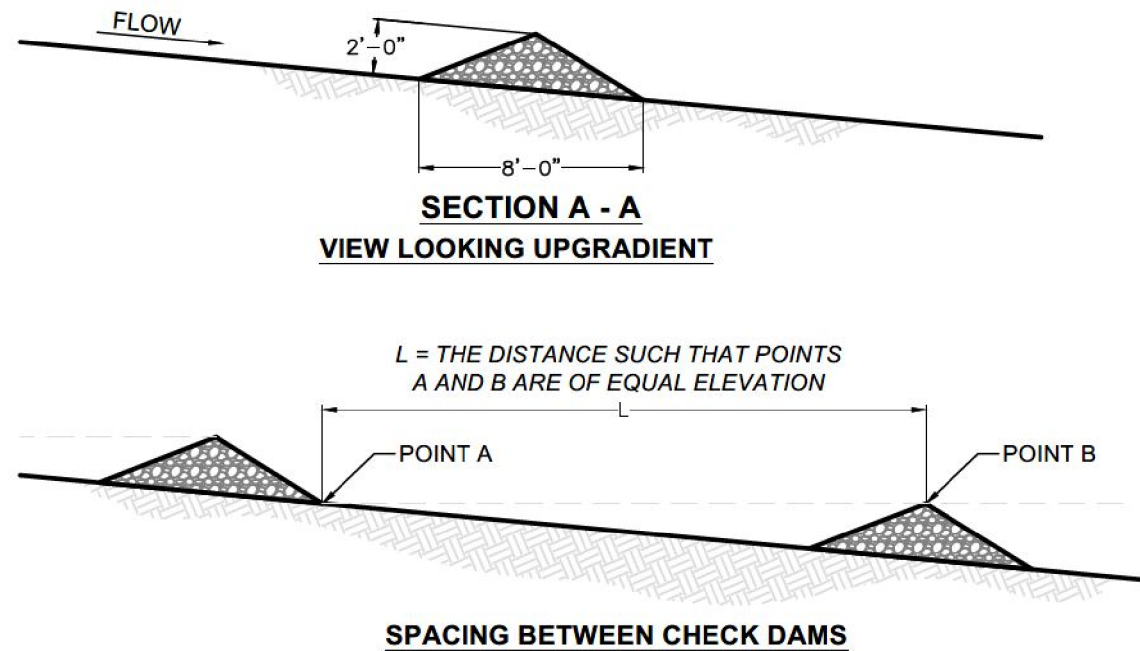 FLOW
2'-0"
8'-0"
SECTION A - A
VIEW LOOKING UPGRADIENT
L = THE DISTANCE SUCH THAT POINTS
A AND B ARE OF EQUAL ELEVATION
L
POINT A
POINT B
SPACING BETWEEN CHECK DAMS